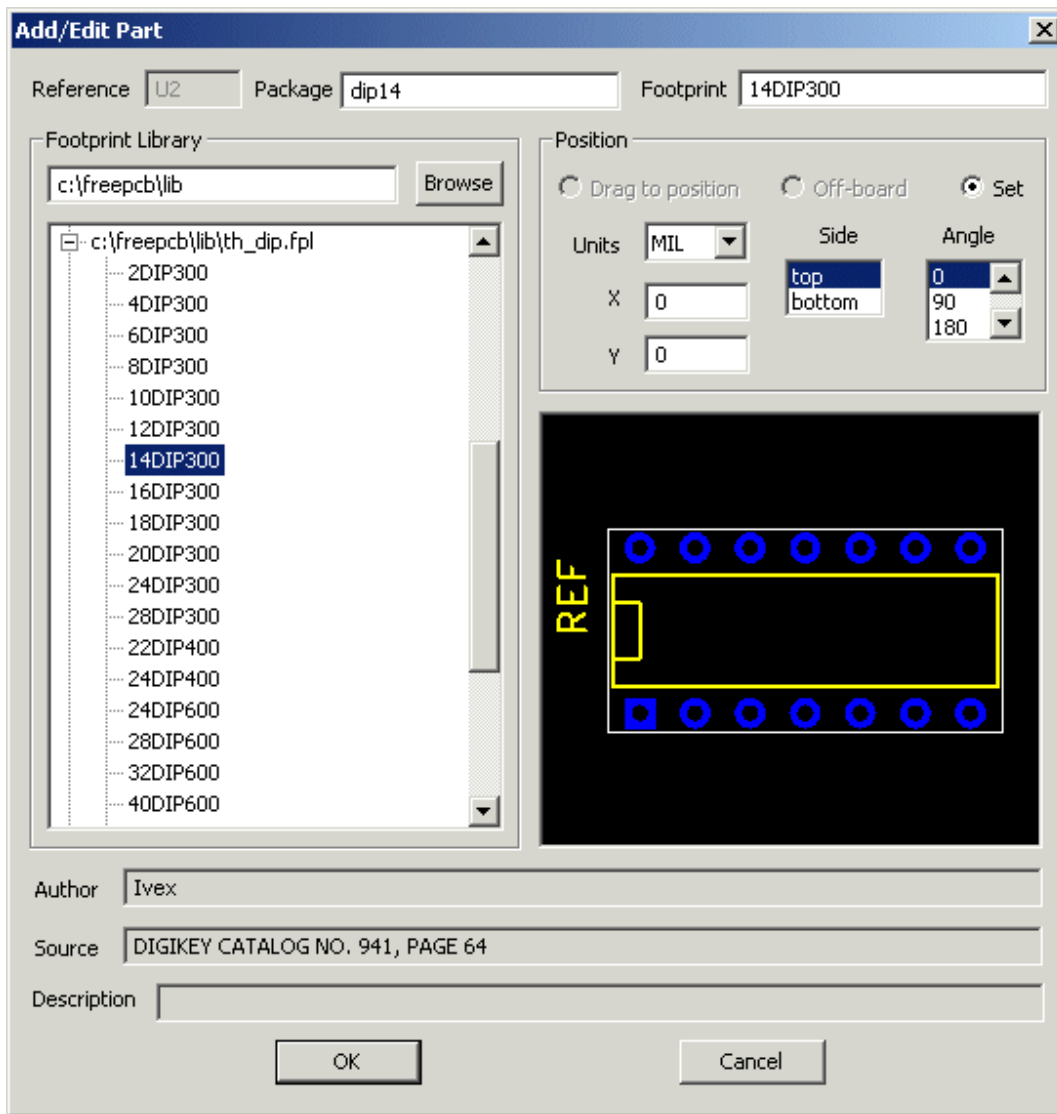 Add/Edit Part
Reference U2 Package dip14 Footprint 14DIP300
Footprint Library
c:\freepcb\lib Browse
c:\freepcb\lib\th_dip.fpl
2DIP300
4DIP300
6DIP300
8DIP300
10DIP300
12DIP300
14DIP300
16DIP300
18DIP300
20DIP300
24DIP300
28DIP300
22DIP400
24DIP400
24DIP600
28DIP600
32DIP600
40DIP600
Position
Drag to position Off-board Set
Units MIL Side Angle
X 0 top 0
bottom 90
Y 0 180
REF
Author Ivex
Source DIGIKEY CATALOG NO. 941, PAGE 64
Description
OK Cancel